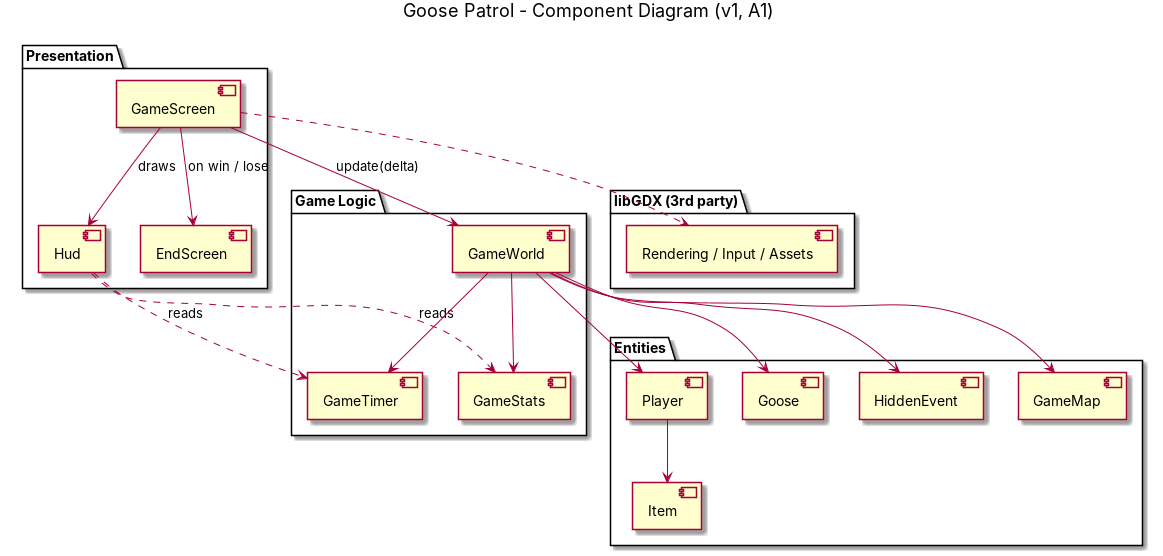 Goose Patrol - Component Diagram (v1, A1)
Presentation
GameScreen
draws
on win / lose
update(delta)
Game Logic
libGDX (3rd party)
Hud
EndScreen
GameWorld
Rendering / Input / Assets
reads
reads
Entities
GameTimer
GameStats
Player
Goose
HiddenEvent
GameMap
Item